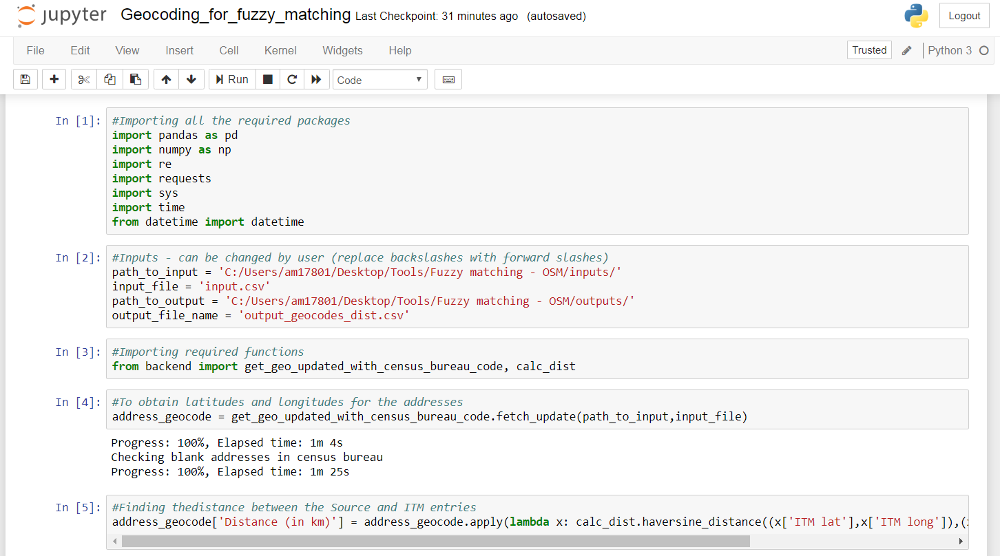 jupyter Geocoding_for_fuzzy_matching Last Checkpoint: 31 minutes ago (autosaved) Logout
File Edit View Insert Cell Kernel Widgets Help Trusted Python 3
Run Code
In [1]: #Importing all the required packages
import pandas as pd
import numpy as np
import re
import requests
import sys
import time
from datetime import datetime
In [2]: #Inputs - can be changed by user (replace backslashes with forward slashes)
path_to_input = 'C:/Users/am17801/Desktop/Tools/Fuzzy matching - OSM/inputs/'
input_file = 'input.csv'
path_to_output = 'C:/Users/am17801/Desktop/Tools/Fuzzy matching - OSM/outputs/'
output_file_name = 'output_geocodes_dist.csv'
In [3]: #Importing required functions
from backend import get_geo_updated_with_census_bureau_code, calc_dist
In [4]: #To obtain latitudes and longitudes for the addresses
address_geocode = get_geo_updated_with_census_bureau_code.fetch_update(path_to_input,input_file)
Progress: 100%, Elapsed time: 1m 4s
Checking blank addresses in census bureau
Progress: 100%, Elapsed time: 1m 25s
In [5]: #Finding thedistance between the Source and ITM entries
address_geocode['Distance (in km)'] = address_geocode.apply(lambda x: calc_dist.haversine_distance((x['ITM lat'],x['ITM long']),(